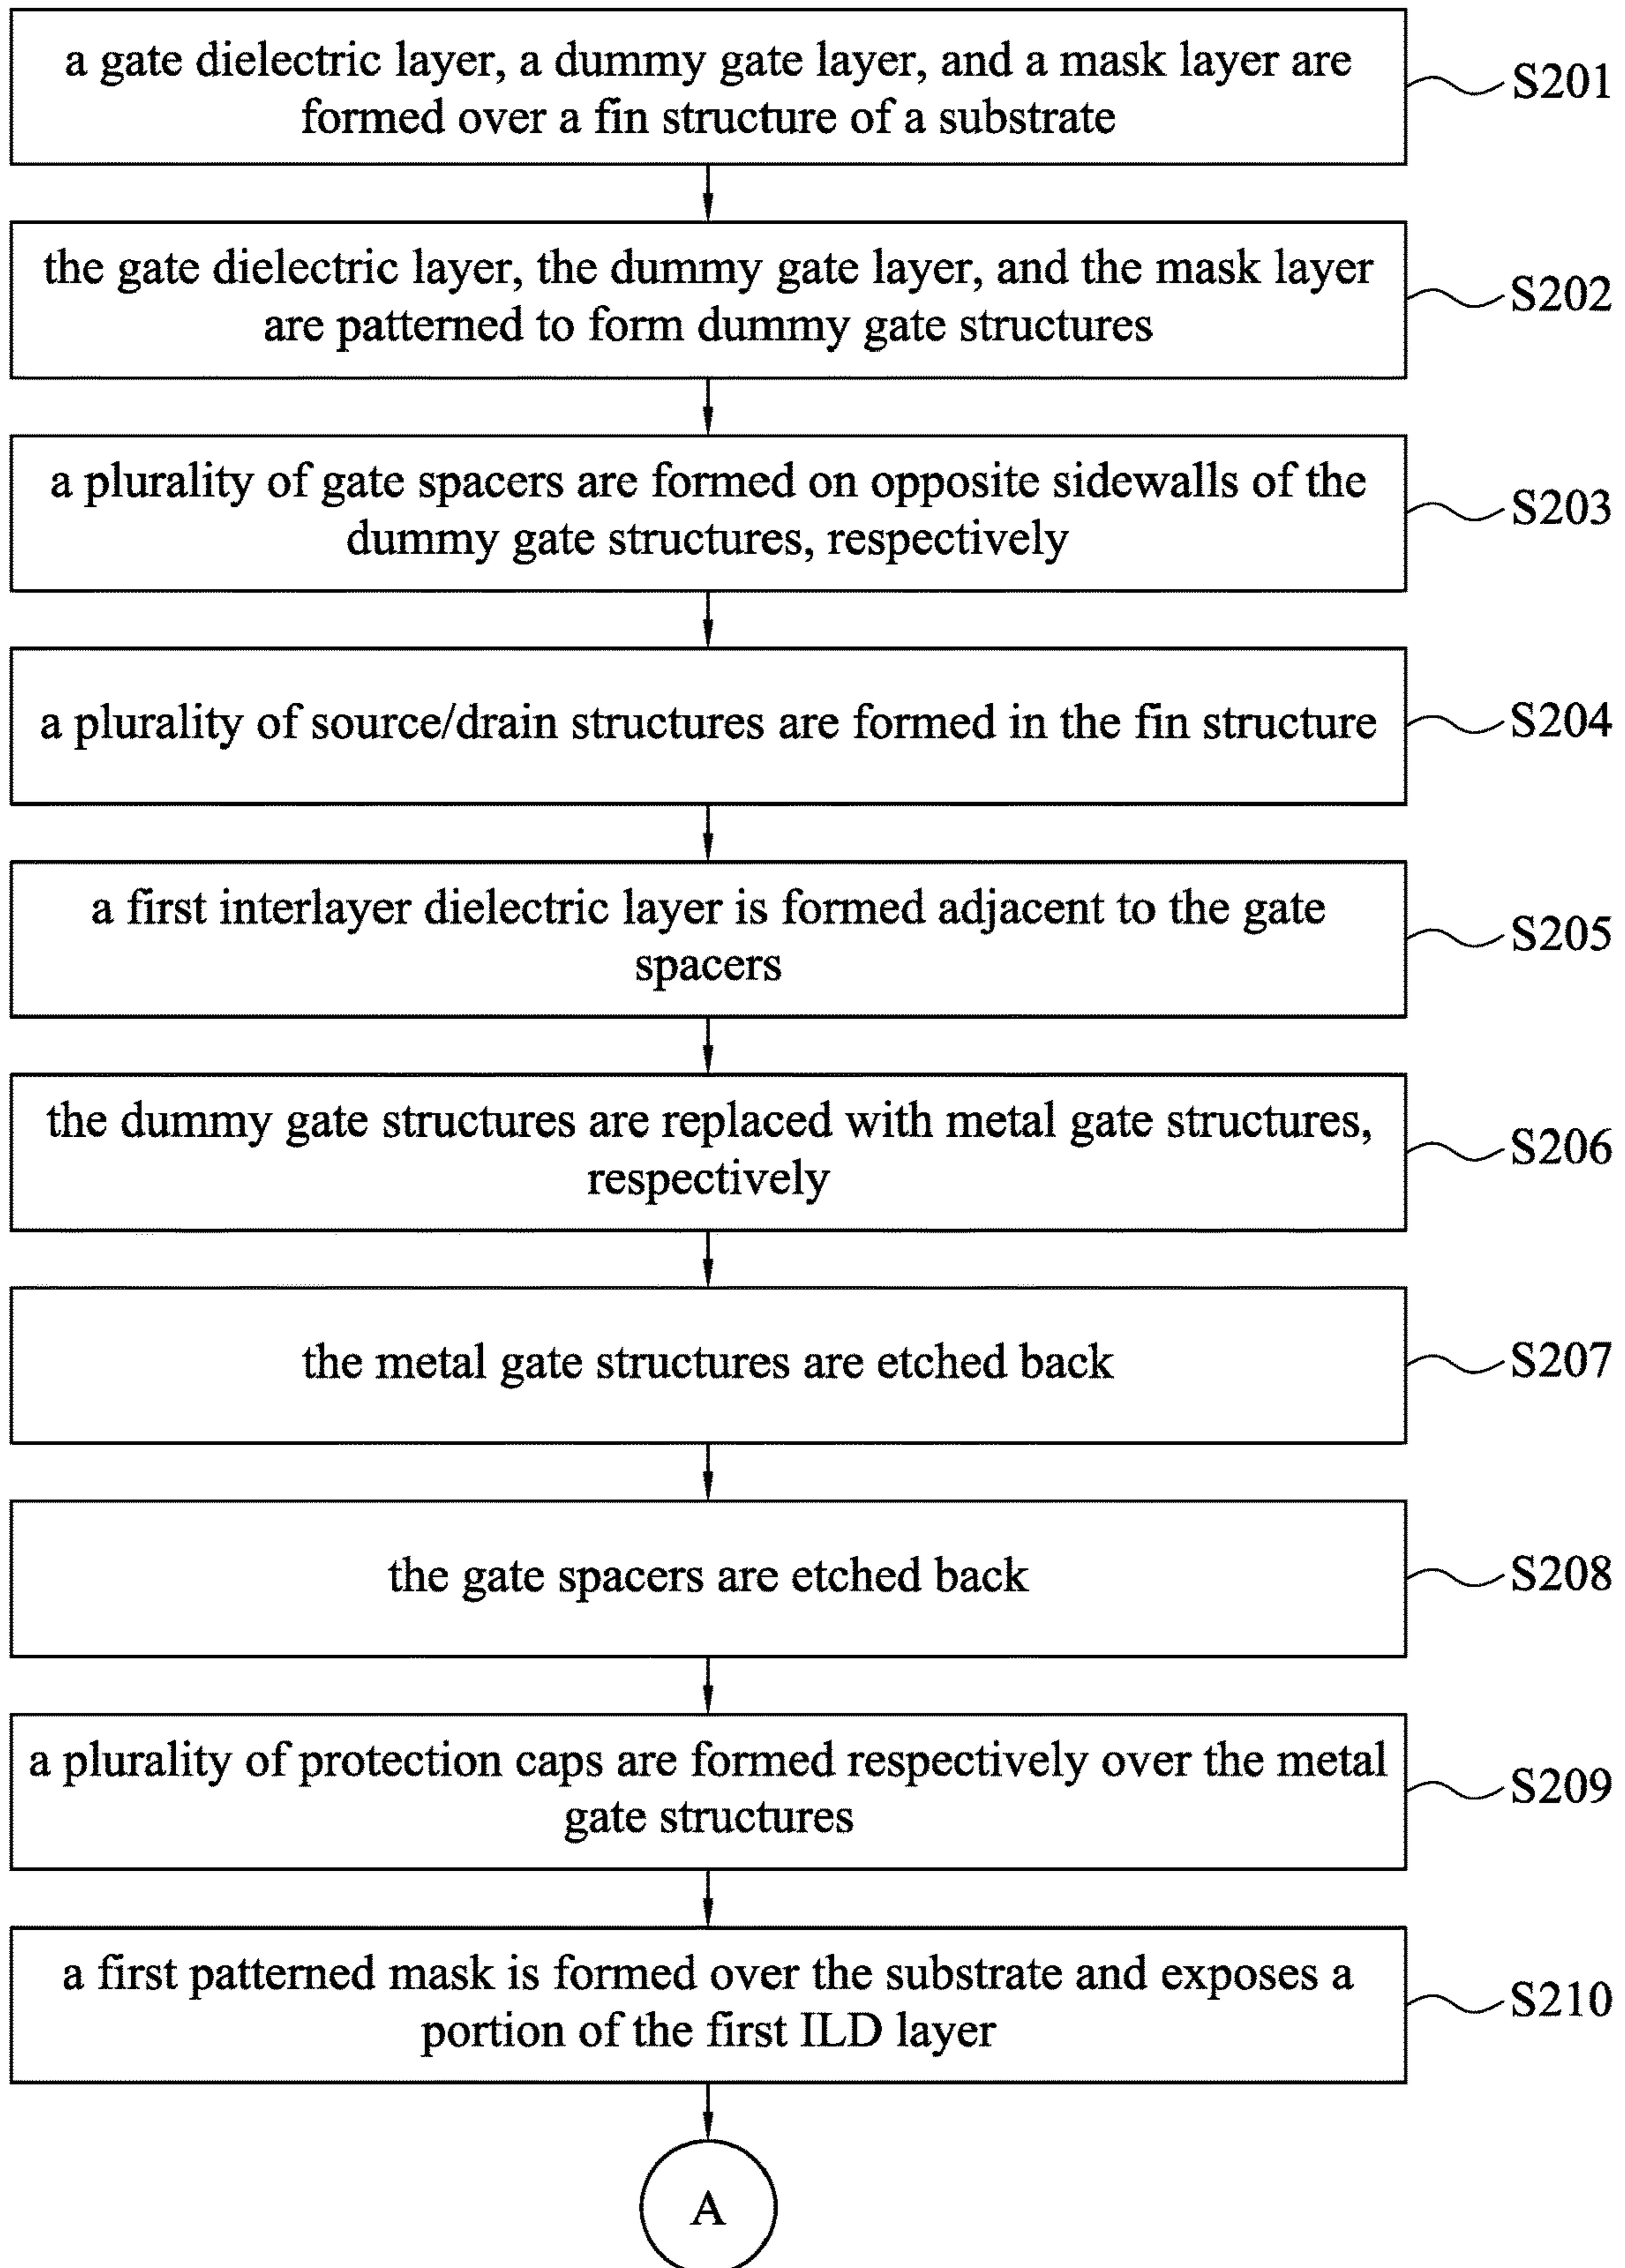 a gate dielectric layer, a dummy gate layer, and a mask layer are
formed over a fin structure of a substrate
S201
the gate dielectric layer, the dummy gate layer, and the mask layer
are patterned to form dummy gate structures
S202
a plurality of gate spacers are formed on opposite sidewalls of the
dummy gate structures, respectively
S203
a plurality of source/drain structures are formed in the fin structure
S204
a first interlayer dielectric layer is formed adjacent to the gate
spacers
S205
the dummy gate structures are replaced with metal gate structures,
respectively
S206
the metal gate structures are etched back
S207
the gate spacers are etched back
S208
a plurality of protection caps are formed respectively over the metal
gate structures
S209
a first patterned mask is formed over the substrate and exposes a
portion of the first ILD layer
S210
A